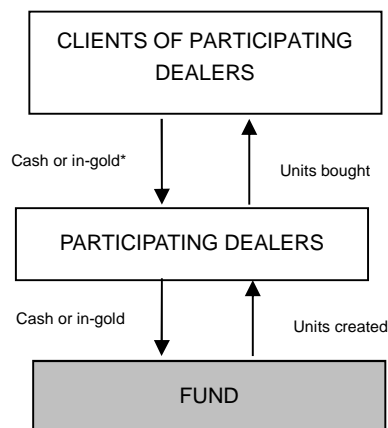 CLIENTS OF PARTICIPATING
DEALERS
Cash or in-gold*
Units bought
PARTICIPATING DEALERS
Cash or in-gold
Units created
FUND